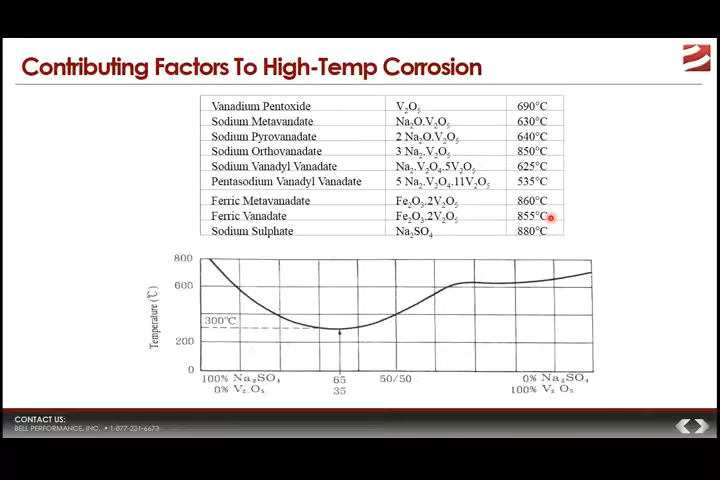 Contributing Factors To High-Temp Corrosion
Vanadium Pentoxide V₂O₅ 690°C
Sodium Metavandate Na₂O.V₂O₅ 630°C
Sodium Pyrovanadate 2 Na₂O.V₂O₅ 640°C
Sodium Orthovanadate 3 Na₂.V₂O₅ 850°C
Sodium Vanadyl Vanadate Na₂.V₂O₄.5V₂O₅ 625°C
Pentasodium Vanadyl Vanadate 5 Na₂.V₂O₄.11V₂O₅ 535°C
Ferric Metavanadate Fe₂O₃.2V₂O₅ 860°C
Ferric Vanadate Fe₂O₃.2V₂O₅ 855°C
Sodium Sulphate Na₂SO₄ 880°C
Temperature (℃)
800
600
300℃
200
0
100% Na₂SO₄ 65 50/50 0% Na₂SO₄
0% V₂O₅ 35 100% V₂O₅
CONTACT US:
BELL PERFORMANCE, INC. • 1-877-231-6673